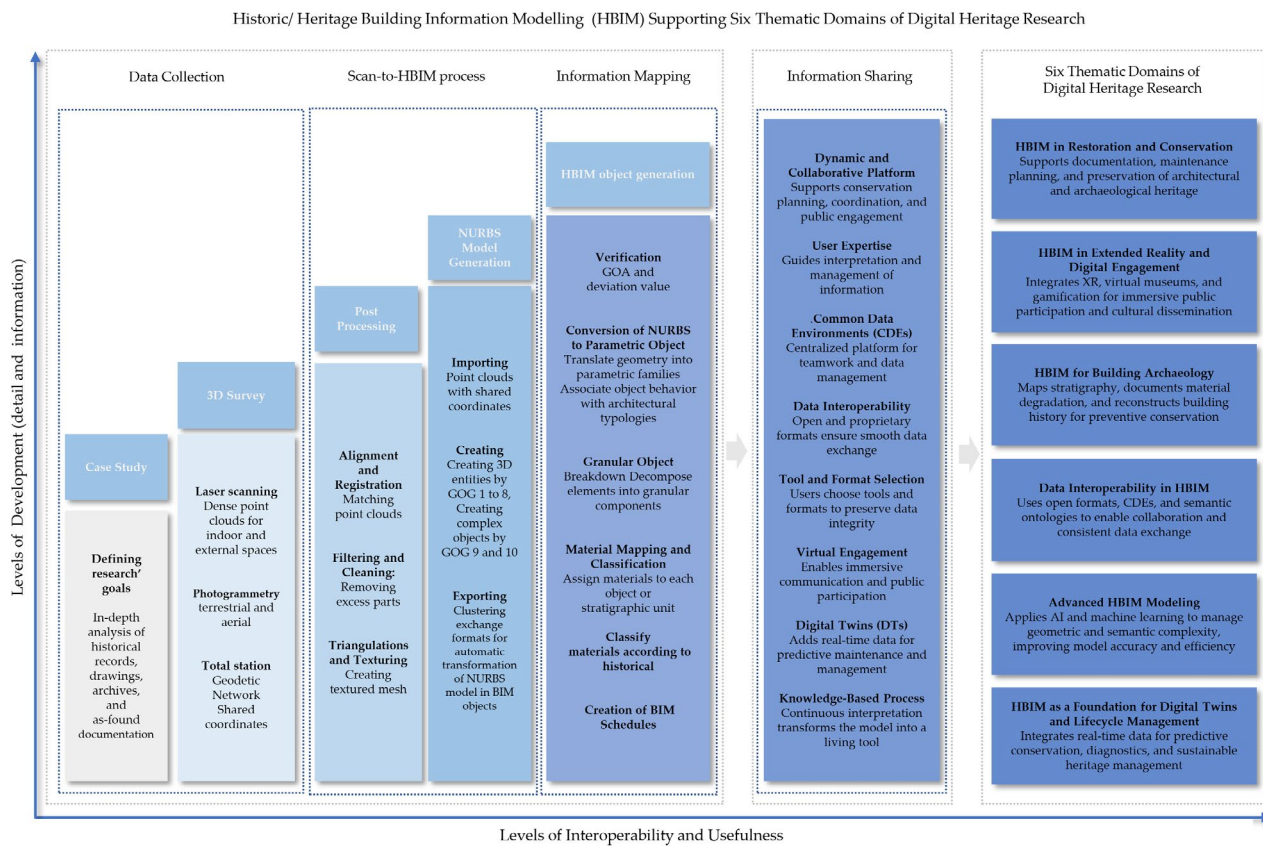 Historic/ Heritage Building Information Modelling (HBIM) Supporting Six Thematic Domains of Digital Heritage Research
Levels of Development (detail and information)
Data Collection
Case Study
Defining
research'
goals
In-depth
analysis of
historical
records,
drawings,
archives,
and
as-found
documentation
3D Survey
Laser scanning
Dense point
clouds for
indoor and
external spaces
Photogrammetry
terrestrial and
aerial
Total station
Geodetic
Network
Shared
coordinates
Scan-to-HBIM process
Post
Processing
Alignment
and
Registration
Matching
point clouds
Filtering and
Cleaning:
Removing
excess parts
Triangulations
and Texturing
Creating
textured mesh
NURBS
Model
Generation
Importing
Point clouds
with shared
coordinates
Creating
Creating 3D
entities by
GOG 1 to 8,
Creating
complex
objects by
GOG 9 and 10
Exporting
Clustering
exchange
formats for
automatic
transformation
of NURBS
model in BIM
objects
Information Mapping
HBIM object generation
Verification
GOA and
deviation value
Conversion of NURBS
to Parametric Object
Translate geometry into
parametric families
Associate object behavior
with architectural
typologies
Granular Object
Breakdown Decompose
elements into granular
components
Material Mapping and
Classification
Assign materials to each
object or
stratigraphic unit
Classify
materials according to
historical
Creation of BIM
Schedules
Information Sharing
Dynamic and
Collaborative Platform
Supports conservation
planning, coordination, and
public engagement
User Expertise
Guides interpretation and
management of
information
.Common Data
Environments (CDEs)
Centralized platform for
teamwork and data
management
Data Interoperability
Open and proprietary
formats ensure smooth data
exchange
Tool and Format Selection
Users choose tools and
formats to preserve data
integrity
Virtual Engagement
Enables immersive
communication and public
participation
Digital Twins (DTs)
Adds real-time data for
predictive maintenance and
management
Knowledge-Based Process
Continuous interpretation
transforms the model into a
living tool
Six Thematic Domains of
Digital Heritage Research
HBIM in Restoration and Conservation
Supports documentation, maintenance
planning, and preservation of architectural
and archaeological heritage
HBIM in Extended Reality and
Digital Engagement
Integrates XR, virtual museums, and
gamification for immersive public
participation and cultural dissemination
HBIM for Building Archaeology
Maps stratigraphy, documents material
degradation, and reconstructs building
history for preventive conservation
Data Interoperability in HBIM
Uses open formats, CDEs, and semantic
ontologies to enable collaboration and
consistent data exchange
Advanced HBIM Modeling
Applies AI and machine learning to manage
geometric and semantic complexity,
improving model accuracy and efficiency
HBIM as a Foundation for Digital Twins
and Lifecycle Management
Integrates real-time data for predictive
conservation, diagnostics, and sustainable
heritage management
Levels of Interoperability and Usefulness